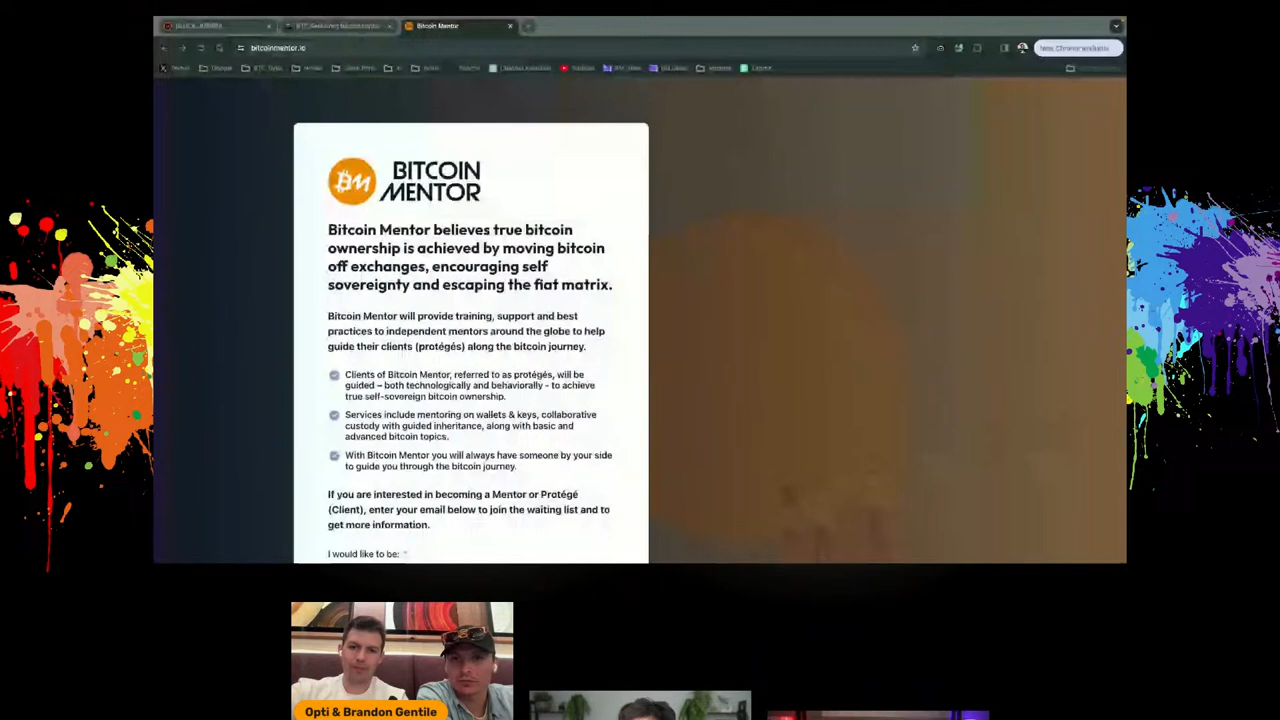 Bitcoin Mentor
bitcoinmentor.io
BM
BITCOIN
MENTOR
Bitcoin Mentor believes true bitcoin
ownership is achieved by moving bitcoin
off exchanges, encouraging self
sovereignty and escaping the fiat matrix.
Bitcoin Mentor will provide training, support and best
practices to independent mentors around the globe to help
guide their clients (protégés) along the bitcoin journey.
Clients of Bitcoin Mentor, referred to as protégés, will be
guided – both technologically and behaviorally - to achieve
true self-sovereign bitcoin ownership.
Services include mentoring on wallets & keys, collaborative
custody with guided inheritance, along with basic and
advanced bitcoin topics.
With Bitcoin Mentor you will always have someone by your side
to guide you through the bitcoin journey.
If you are interested in becoming a Mentor or Protégé
(Client), enter your email below to join the waiting list and to
get more information.
I would like to be: *
Opti & Brandon Gentile